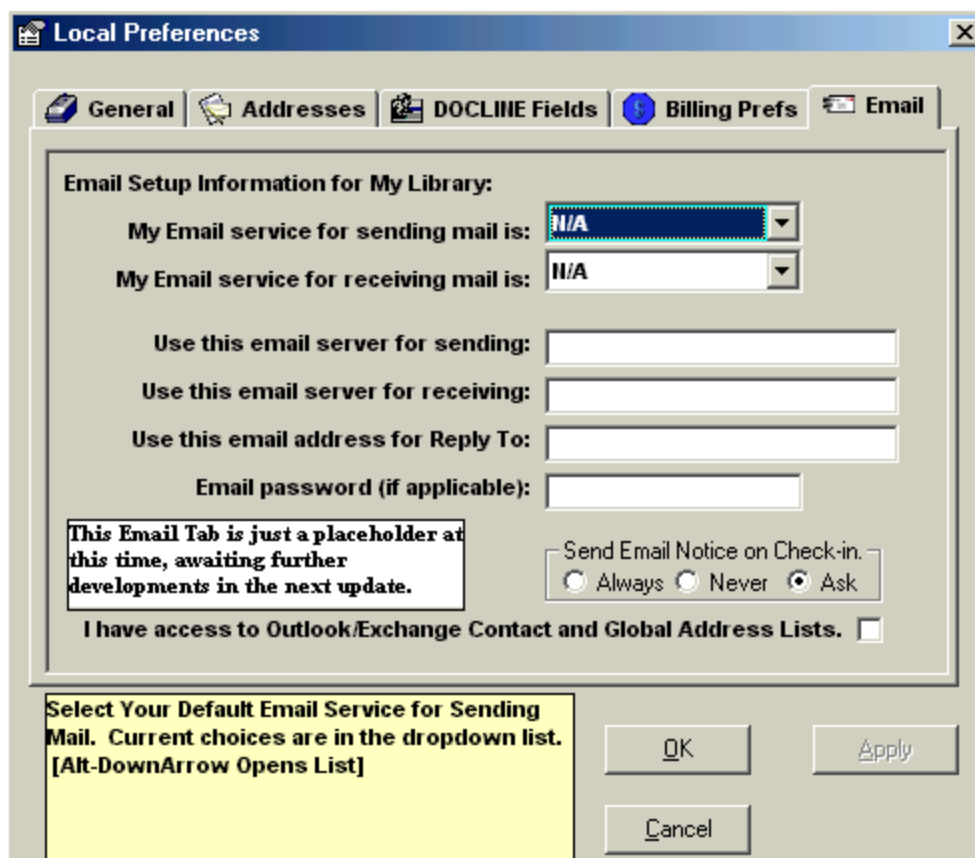 Local Preferences
General
Addresses
DOCLINE Fields
Billing Prefs
Email
Email Setup Information for My Library:
My Email service for sending mail is:
N/A
My Email service for receiving mail is:
N/A
Use this email server for sending:
Use this email server for receiving:
Use this email address for Reply To:
Email password (if applicable):
This Email Tab is just a placeholder at
this time, awaiting further
developments in the next update.
Send Email Notice on Check-in.
Always Never Ask
I have access to Outlook/Exchange Contact and Global Address Lists.
Select Your Default Email Service for Sending
Mail. Current choices are in the dropdown list.
[Alt-DownArrow Opens List]
OK
Apply
Cancel